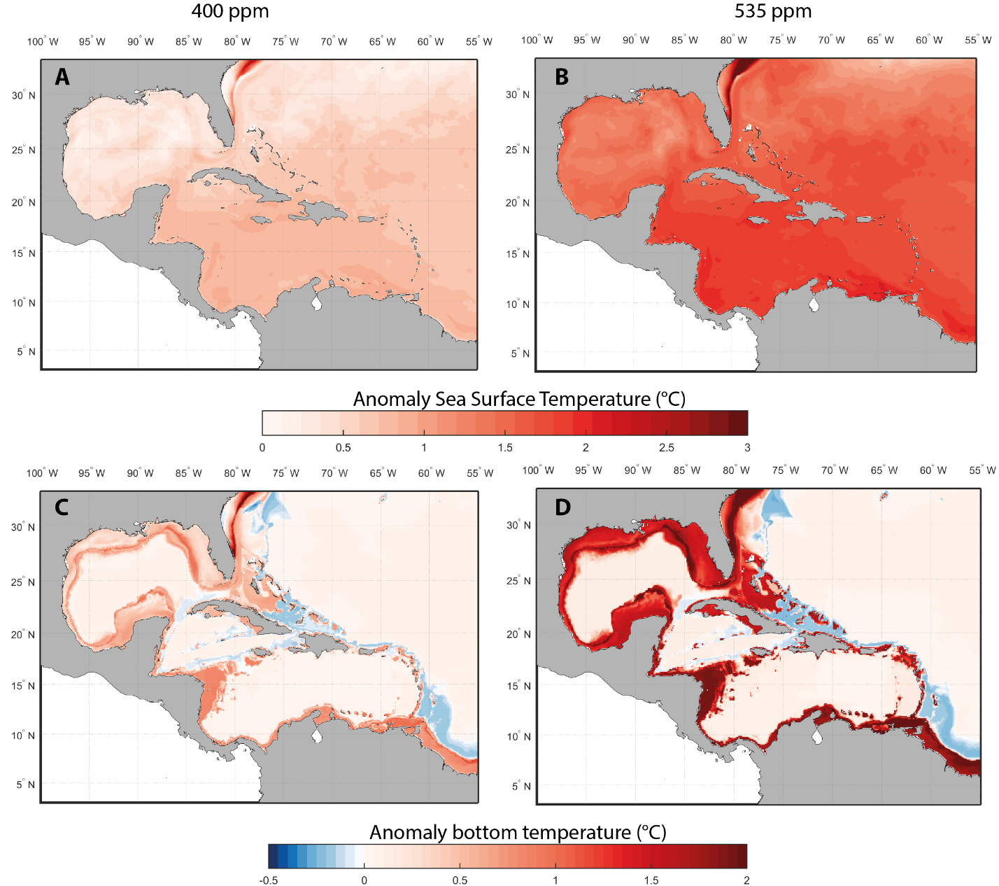 400 ppm 535 ppm
100° W 95° W 90° W 85° W 80° W 75° W 70° W 65° W 60° W 55° W 100° W 95° W 90° W 85° W 80° W 75° W 70° W 65° W 60° W 55° W
A B
30° N 30° N
25° N 25° N
20° N 20° N
15° N 15° N
10° N 10° N
5° N 5° N
Anomaly Sea Surface Temperature (°C)
0 0.5 1 1.5 2 2.5 3
100° W 95° W 90° W 85° W 80° W 75° W 70° W 65° W 60° W 55° W 100° W 95° W 90° W 85° W 80° W 75° W 70° W 65° W 60° W 55° W
C D
30° N 30° N
25° N 25° N
20° N 20° N
15° N 15° N
10° N 10° N
5° N 5° N
Anomaly bottom temperature (°C)
-0.5 0 0.5 1 1.5 2